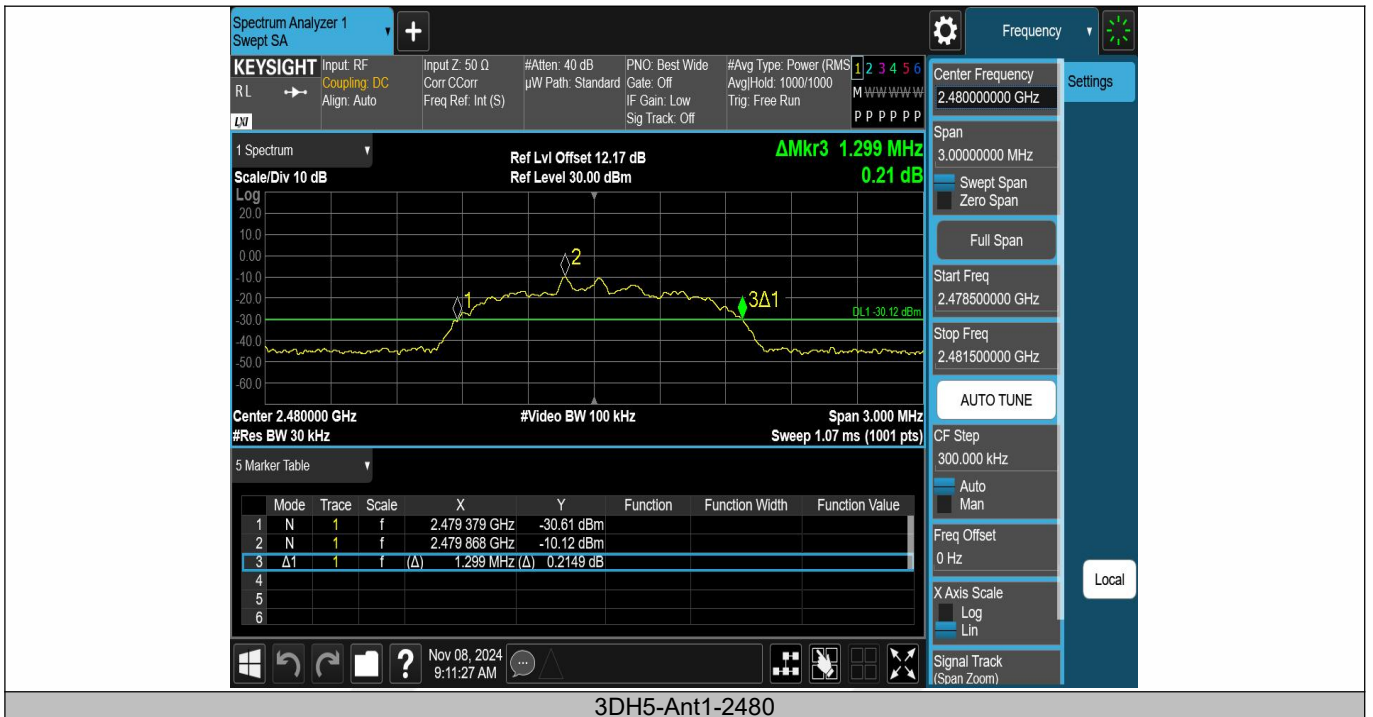 Spectrum Analyzer 1
Swept SA
+
Frequency
KEYSIGHT
RL
LXI
Input: RF
Coupling: DC
Align: Auto
Input Z: 50 Ω
Corr CCorr
Freq Ref: Int (S)
#Atten: 40 dB
µW Path: Standard
PNO: Best Wide
Gate: Off
IF Gain: Low
Sig Track: Off
#Avg Type: Power (RMS
Avg|Hold: 1000/1000
Trig: Free Run
1 2 3 4 5 6
M W W W W W
P P P P P P
1 Spectrum
Scale/Div 10 dB
Ref Lvl Offset 12.17 dB
Ref Level 30.00 dBm
ΔMkr3 1.299 MHz
0.21 dB
Log
20.0
10.0
0.00
-10.0
-20.0
-30.0
-40.0
-50.0
-60.0
1
2
3Δ1
DL1 -30.12 dBm
Center 2.480000 GHz
#Res BW 30 kHz
#Video BW 100 kHz
Span 3.000 MHz
Sweep 1.07 ms (1001 pts)
5 Marker Table
Mode Trace Scale X Y Function Function Width Function Value
1 N 1 f 2.479 379 GHz -30.61 dBm
2 N 1 f 2.479 868 GHz -10.12 dBm
3 Δ1 1 f (Δ) 1.299 MHz (Δ) 0.2149 dB
4
5
6
?
Nov 08, 2024
9:11:27 AM
Center Frequency
2.480000000 GHz
Settings
Span
3.00000000 MHz
Swept Span
Zero Span
Full Span
Start Freq
2.478500000 GHz
Stop Freq
2.481500000 GHz
AUTO TUNE
CF Step
300.000 kHz
Auto
Man
Freq Offset
0 Hz
Local
X Axis Scale
Log
Lin
Signal Track
(Span Zoom)
3DH5-Ant1-2480